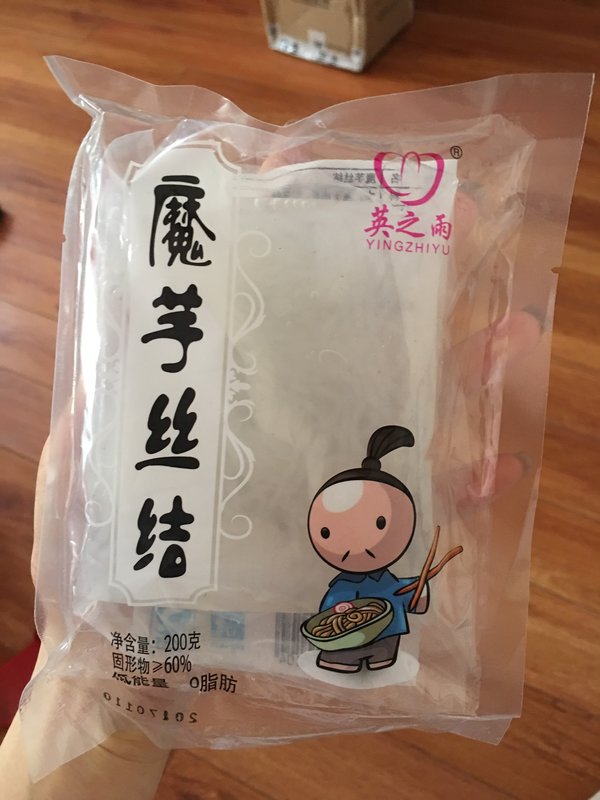 魔芋丝结
®
英之雨
YINGZHIYU
净含量：200克
固形物≥60%
低能量 0脂肪
20170110